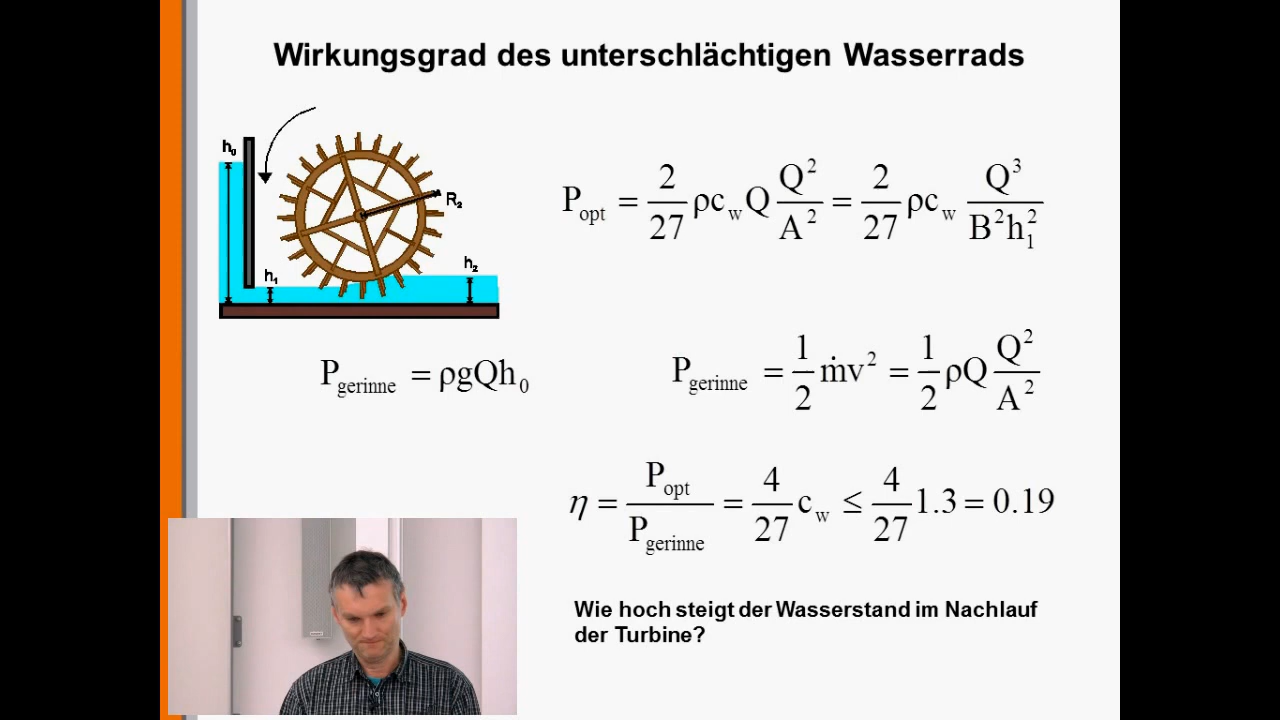 Wirkungsgrad des unterschlächtigen Wasserrads
h₀
R₂
h₁
h₂
P_opt = 2/27 ρc_w Q Q²/A² = 2/27 ρc_w Q³/B²h₁²
P_gerinne = ρgQh₀
P_gerinne = 1/2 ṁv² = 1/2 ρQ Q²/A²
η = P_opt/P_gerinne = 4/27 c_w ≤ 4/27 1.3 = 0.19
Wie hoch steigt der Wasserstand im Nachlauf
der Turbine?